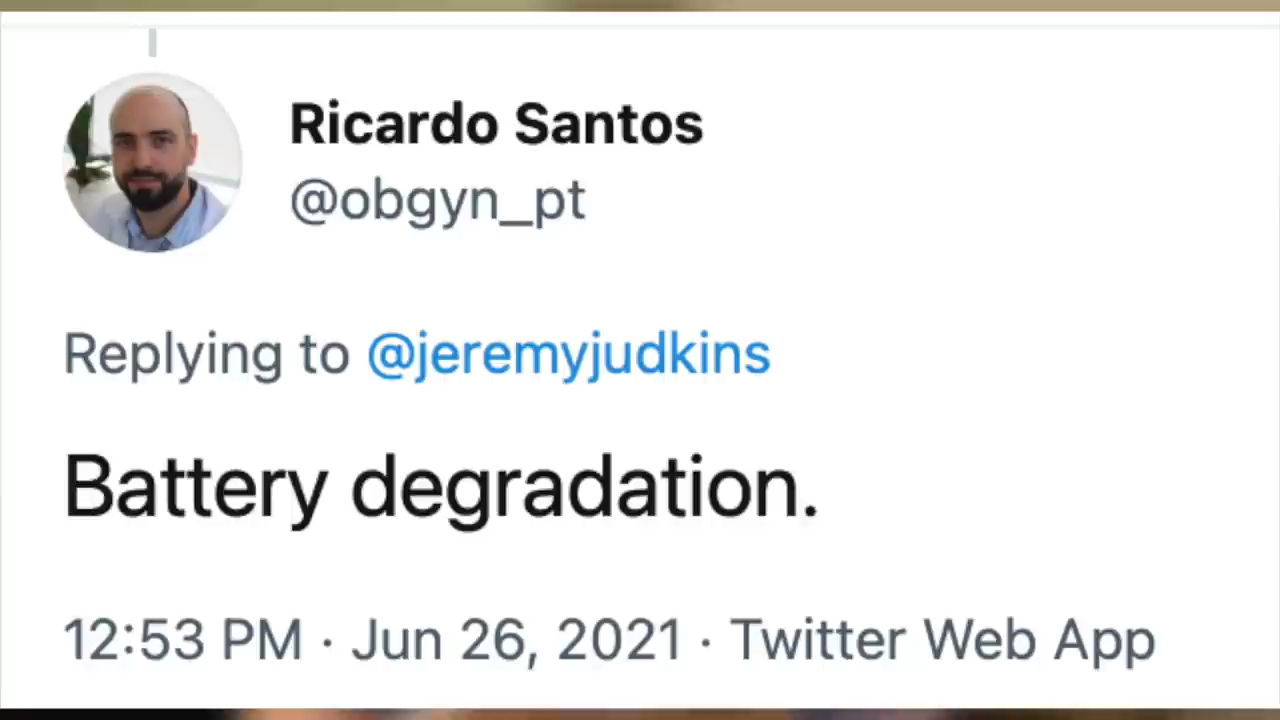 Ricardo Santos
@obgyn_pt
Replying to @jeremyjudkins
Battery degradation.
12:53 PM · Jun 26, 2021 · Twitter Web App